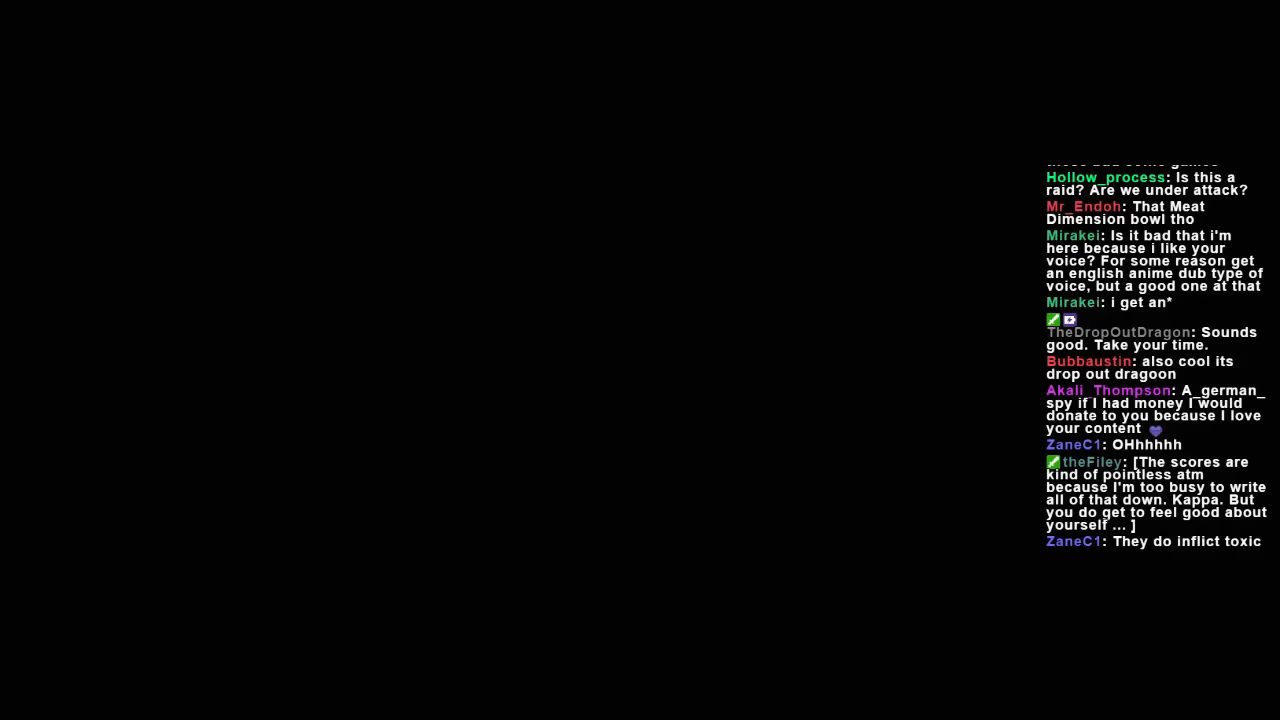 Hollow_process: Is this a
raid? Are we under attack?
Mr_Endoh: That Meat
Dimension bowl tho
Mirakei: Is it bad that i'm
here because i like your
voice? For some reason get
an english anime dub type of
voice, but a good one at that
Mirakei: i get an*
TheDropOutDragon: Sounds
good. Take your time.
Bubbaustin: also cool its
drop out dragoon
Akali_Thompson: A_german_
spy if I had money I would
donate to you because I love
your content
ZaneC1: OHhhhhh
theFiley: [The scores are
kind of pointless atm
because I'm too busy to write
all of that down. Kappa. But
you do get to feel good about
yourself ... ]
ZaneC1: They do inflict toxic